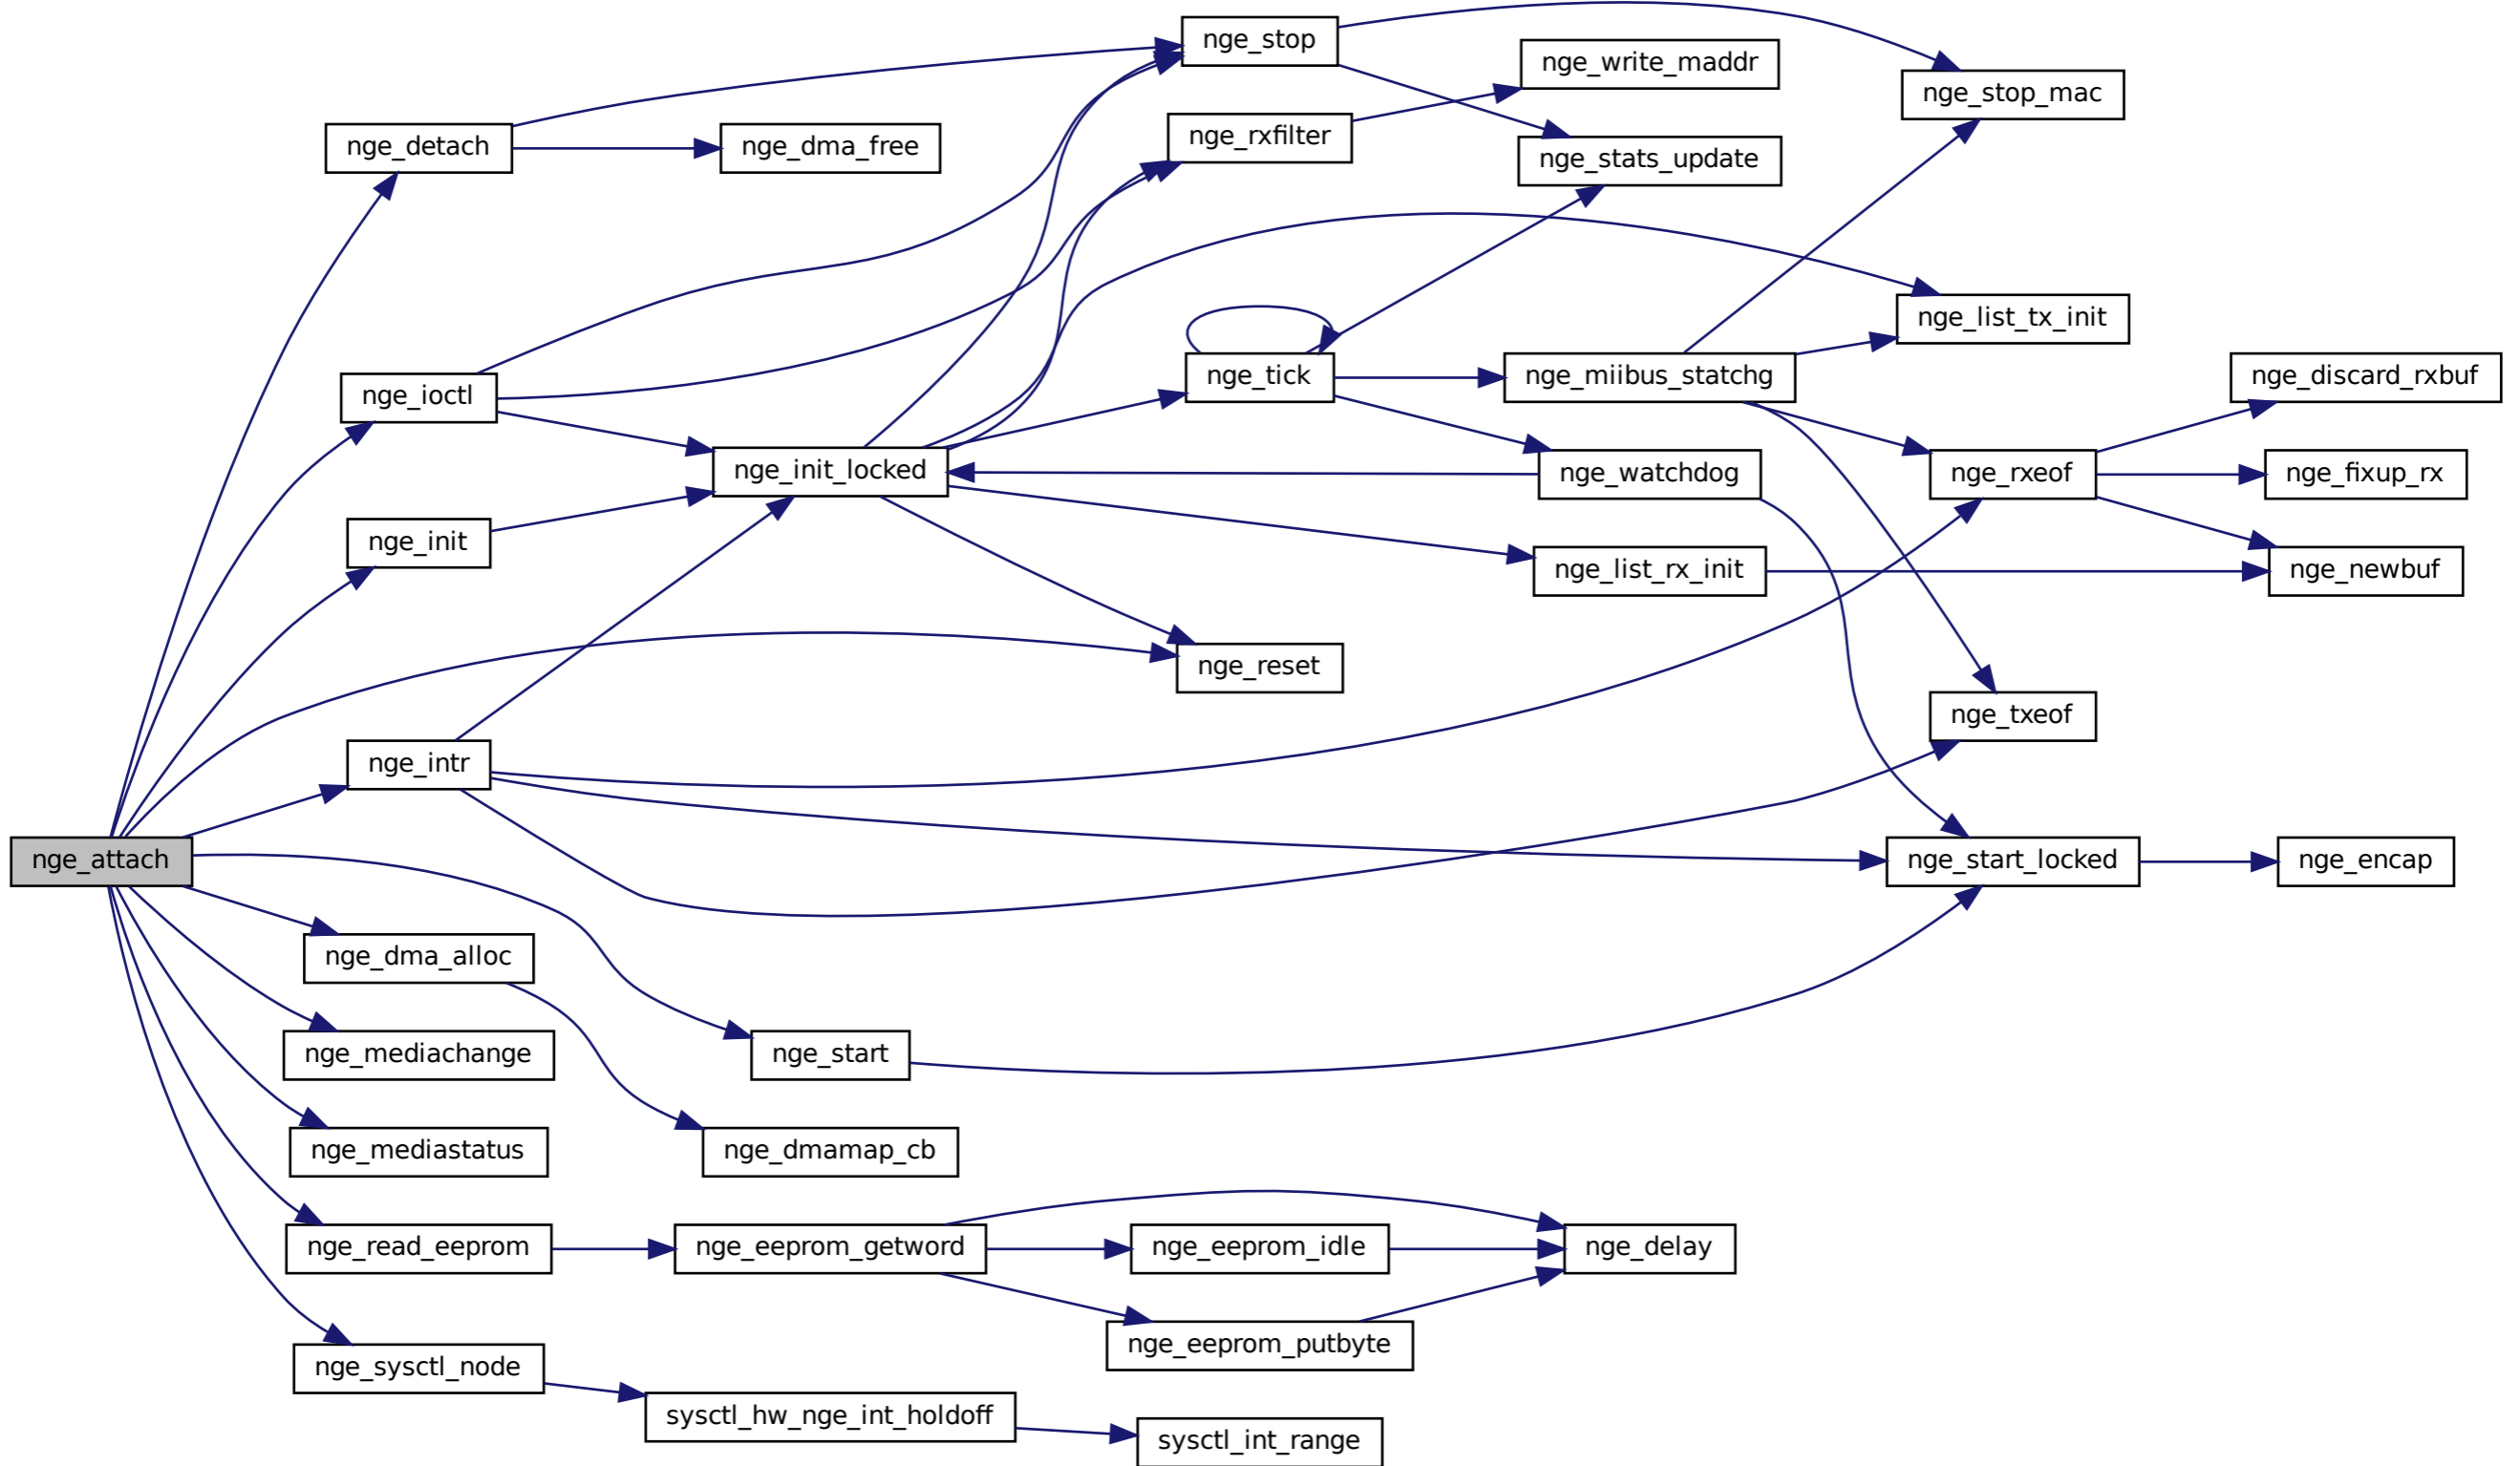 nge_stop
nge_write_maddr
nge_stop_mac
nge_rxfilter
nge_detach
nge_dma_free
nge_stats_update
nge_list_tx_init
nge_tick
nge_miibus_statchg
nge_discard_rxbuf
nge_ioctl
nge_init_locked
nge_watchdog
nge_rxeof
nge_fixup_rx
nge_init
nge_list_rx_init
nge_newbuf
nge_reset
nge_txeof
nge_intr
nge_attach
nge_start_locked
nge_encap
nge_dma_alloc
nge_mediachange
nge_start
nge_mediastatus
nge_dmamap_cb
nge_read_eeprom
nge_eeprom_getword
nge_eeprom_idle
nge_delay
nge_eeprom_putbyte
nge_sysctl_node
sysctl_hw_nge_int_holdoff
sysctl_int_range